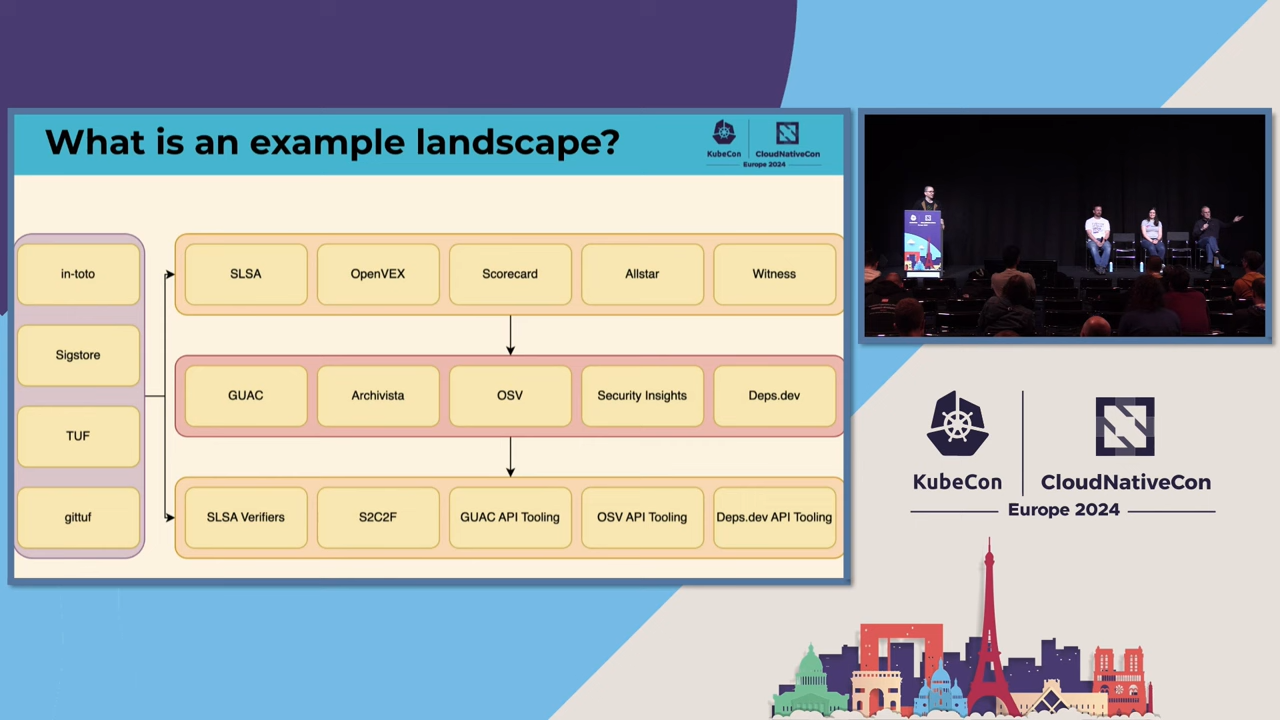 What is an example landscape?
KubeCon
CloudNativeCon
Europe 2024
in-toto
Sigstore
TUF
gittuf
SLSA
OpenVEX
Scorecard
Allstar
Witness
GUAC
Archivista
OSV
Security Insights
Deps.dev
SLSA Verifiers
S2C2F
GUAC API Tooling
OSV API Tooling
Deps.dev API Tooling
KubeCon
CloudNativeCon
Europe 2024